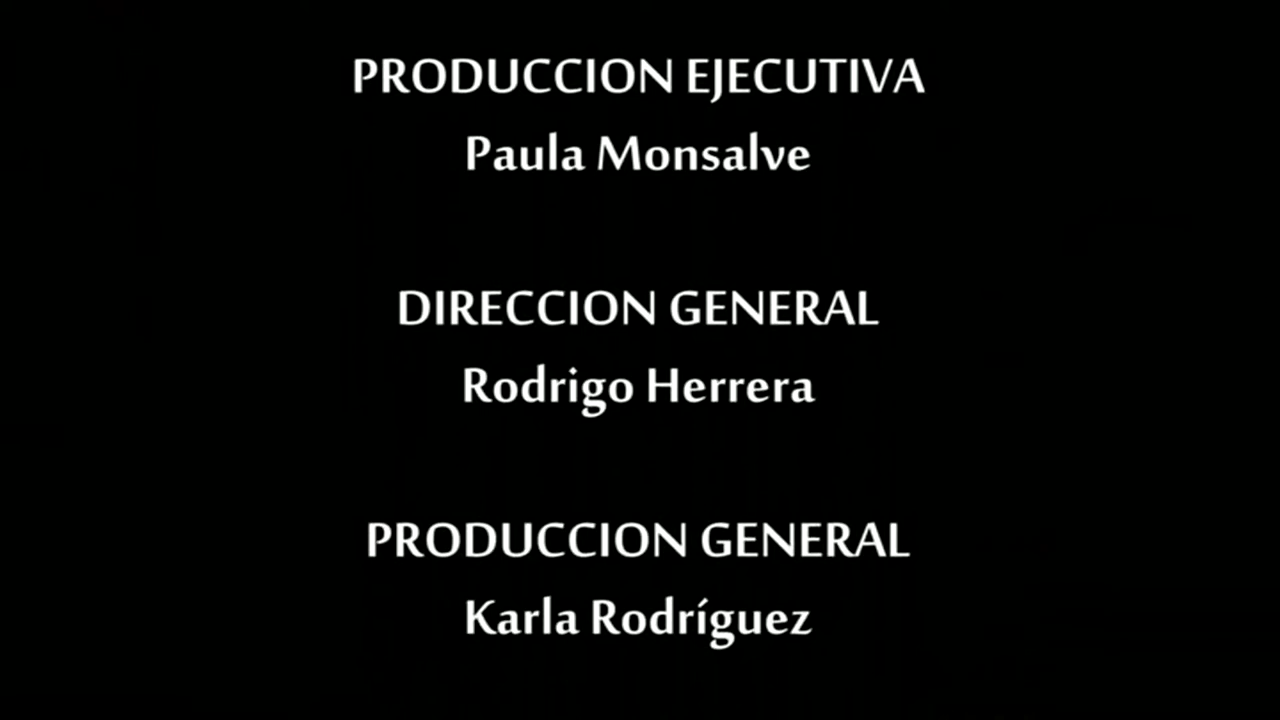 PRODUCCION EJECUTIVA
Paula Monsalve
DIRECCION GENERAL
Rodrigo Herrera
PRODUCCION GENERAL
Karla Rodríguez